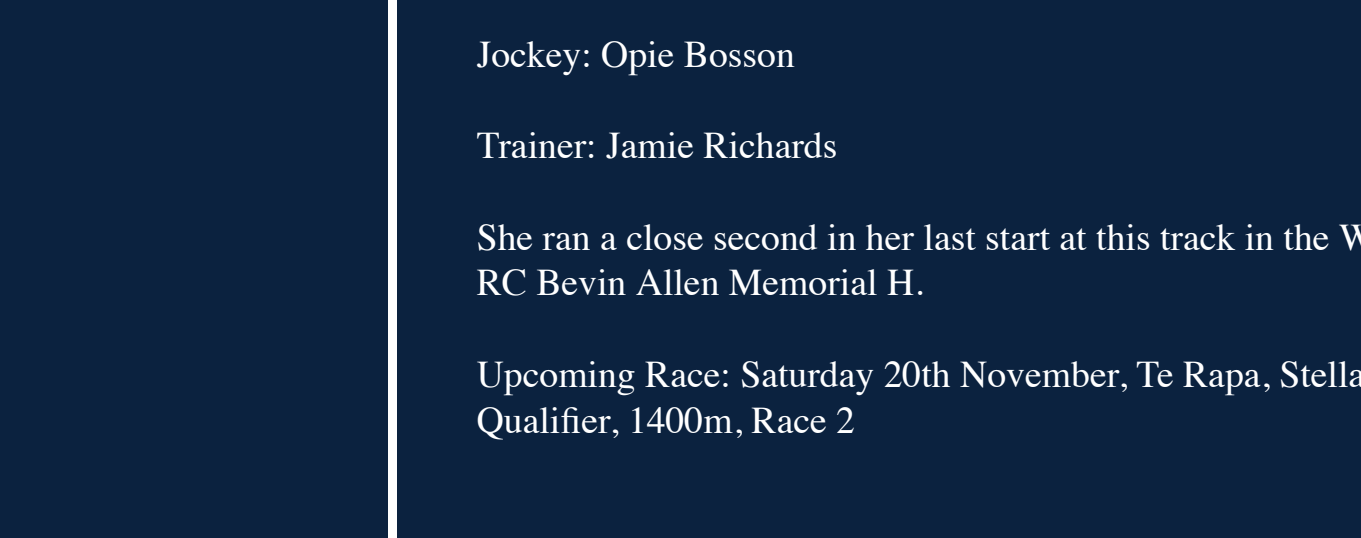 Jockey: Opie Bosson
Trainer: Jamie Richards
She ran a close second in her last start at this track in the
RC Bevin Allen Memorial H.
Upcoming Race: Saturday 20th November, Te Rapa, Stella
Qualifier, 1400m, Race 2